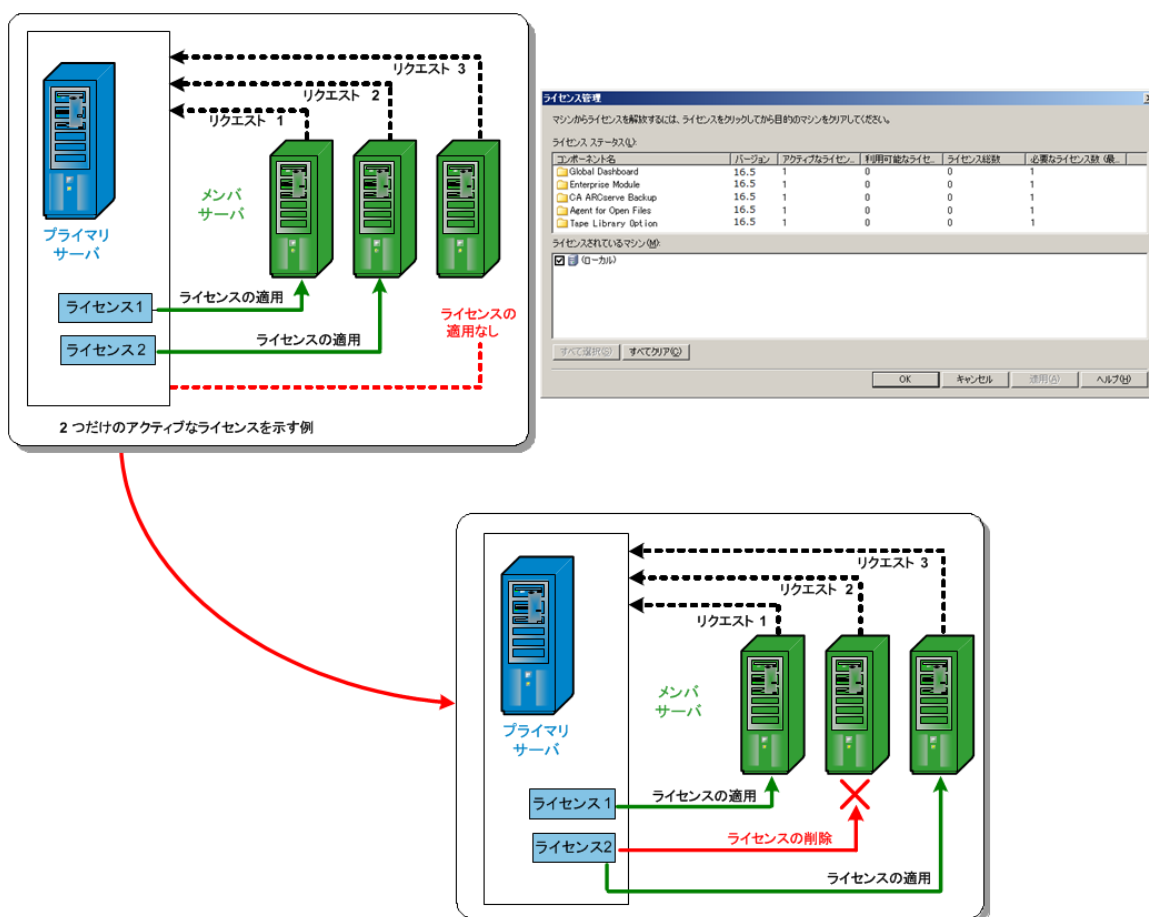 リクエスト 3
リクエスト 2
リクエスト 1
メンバ
サーバ
プライマリ
サーバ
ライセンス1
ライセンスの適用
ライセンス2
ライセンスの適用
ライセンスの
適用なし
2 つだけのアクティブなライセンスを示す例
ライセンス管理
マシンからライセンスを解放するには、ライセンスをクリックしてから目的のマシンをクリアしてください。
ライセンス ステータス(L):
コンポーネント名 バージョン アクティブなライセン... 利用可能なライセ... ライセンス総数 必要なライセンス数 (最...
Global Dashboard 16.5 1 0 0 1
Enterprise Module 16.5 1 0 0 1
CA ARCserve Backup 16.5 1 0 0 1
Agent for Open Files 16.5 1 0 0 1
Tape Library Option 16.5 1 0 0 1
ライセンスされているマシン(M):
(ローカル)
すべて選択(S) すべてクリア(C)
OK キャンセル 適用(A) ヘルプ(H)
リクエスト 3
リクエスト 2
リクエスト 1
メンバ
サーバ
プライマリ
サーバ
ライセンス1
ライセンスの適用
ライセンス2
ライセンスの削除
ライセンスの適用